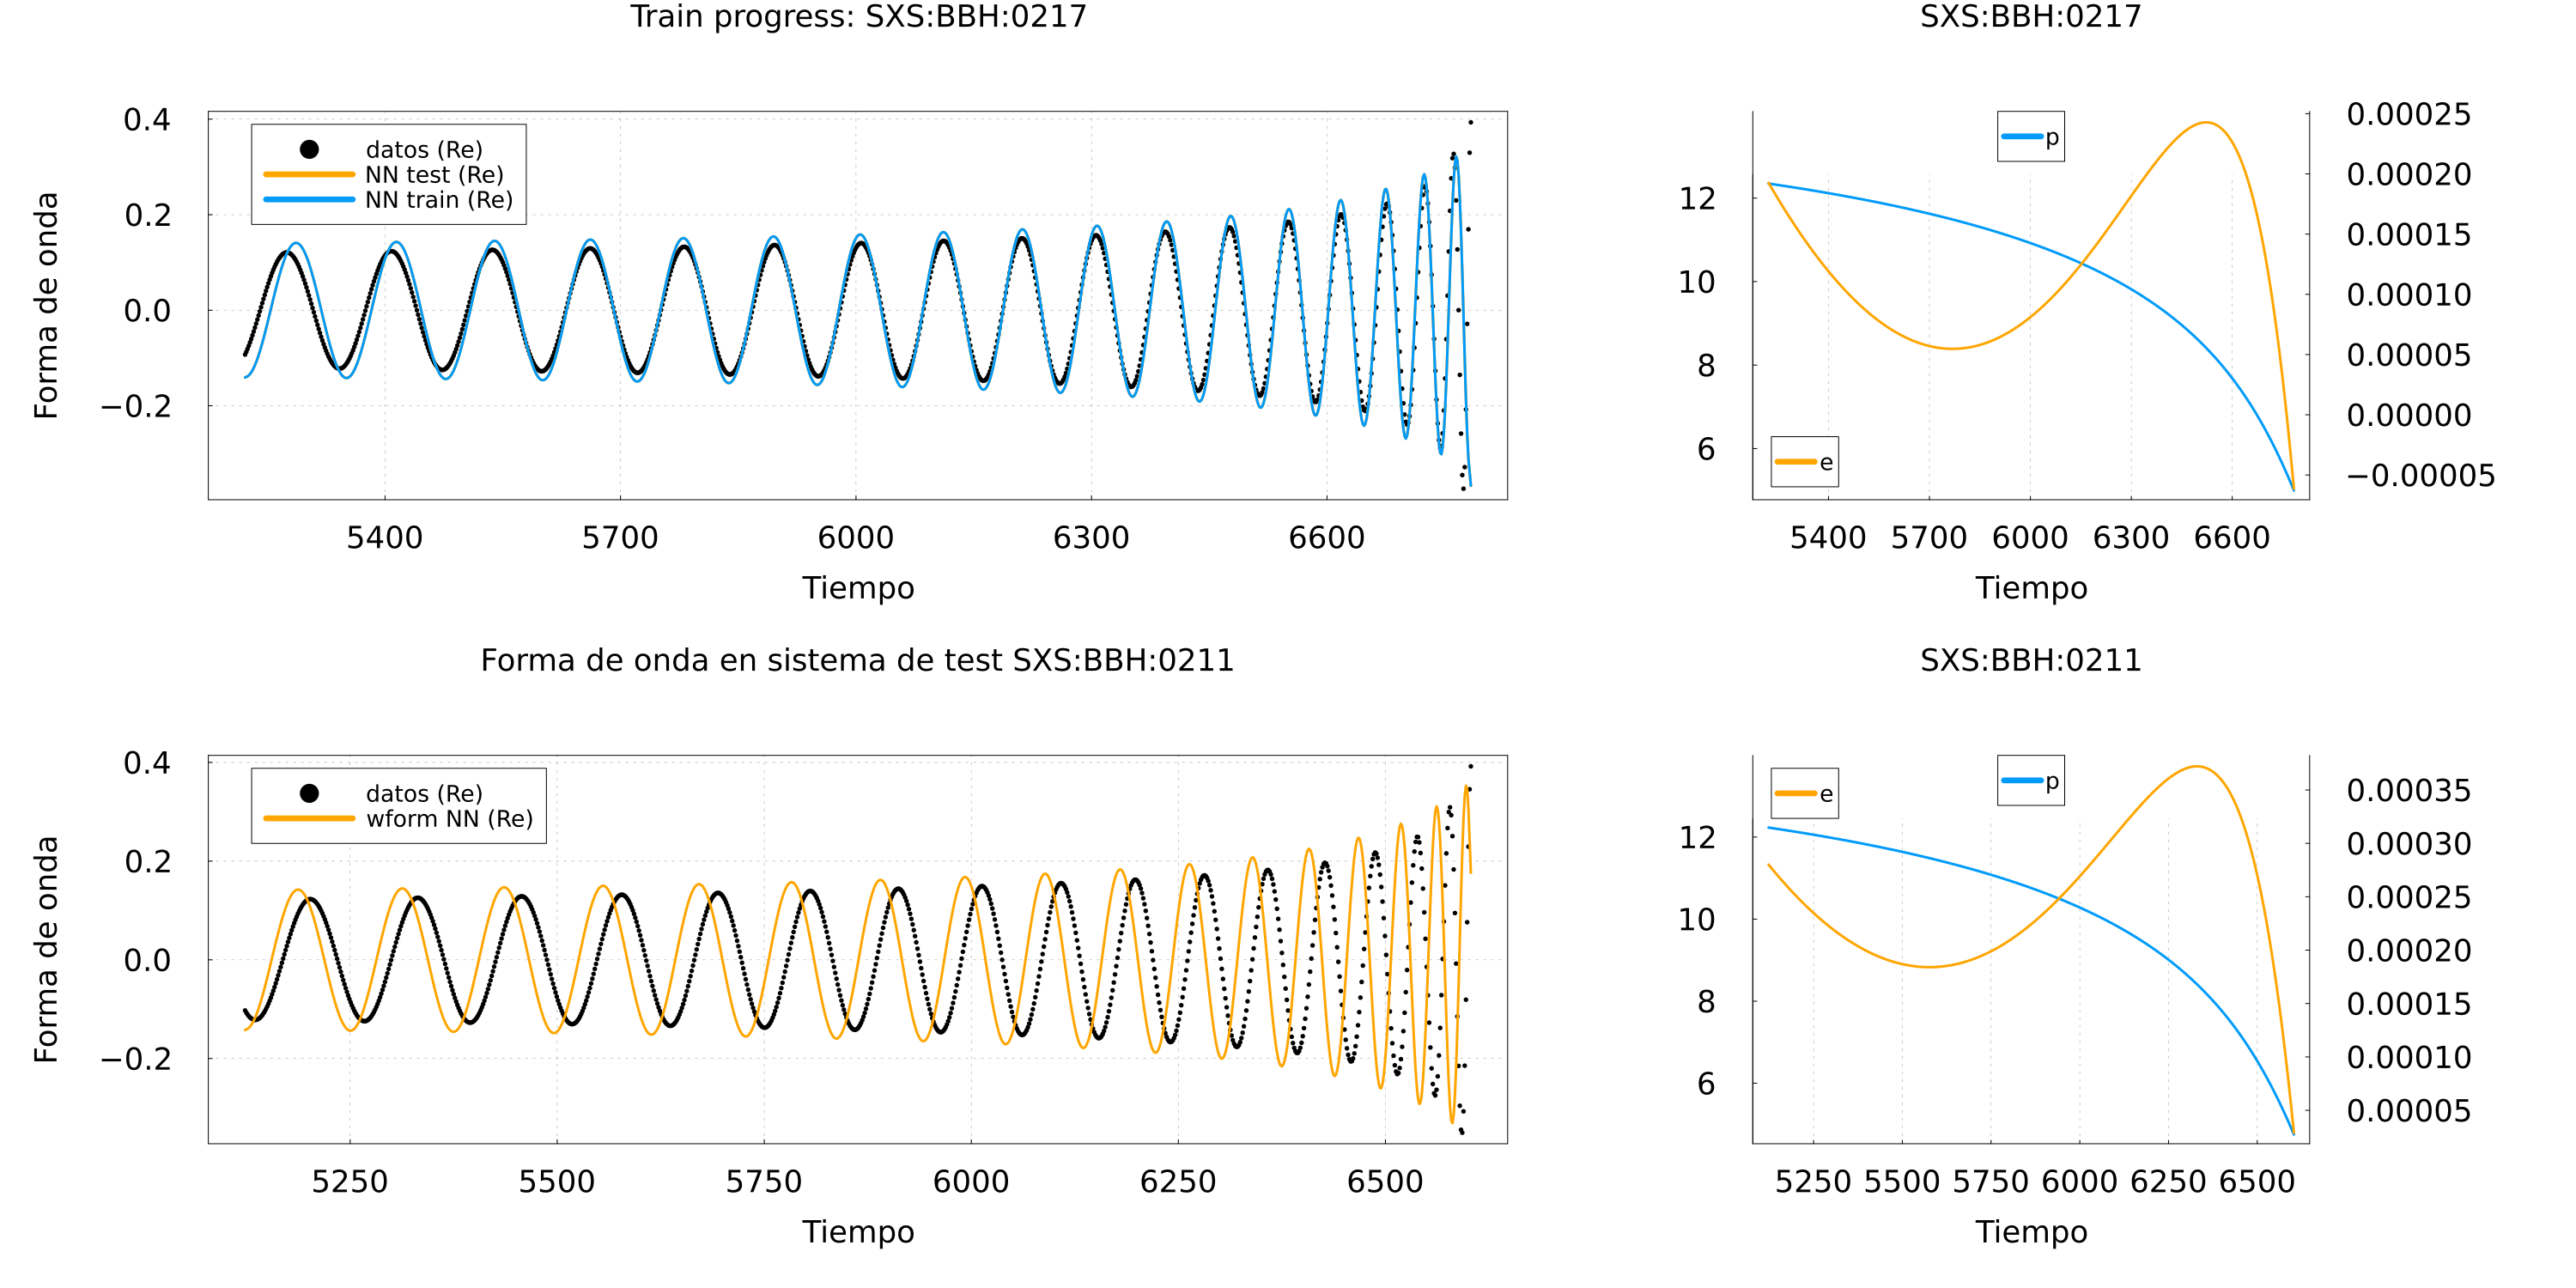 Train progress: SXS:BBH:0217
Forma de onda
0.4
0.2
0.0
−0.2
datos (Re)
NN test (Re)
NN train (Re)
5400 5700 6000 6300 6600
Tiempo
SXS:BBH:0217
12
10
8
6
p
e
0.00025
0.00020
0.00015
0.00010
0.00005
0.00000
−0.00005
5400 5700 6000 6300 6600
Tiempo
Forma de onda en sistema de test SXS:BBH:0211
Forma de onda
0.4
0.2
0.0
−0.2
datos (Re)
wform NN (Re)
5250 5500 5750 6000 6250 6500
Tiempo
SXS:BBH:0211
12
10
8
6
e
p
0.00035
0.00030
0.00025
0.00020
0.00015
0.00010
0.00005
5250 5500 5750 6000 6250 6500
Tiempo